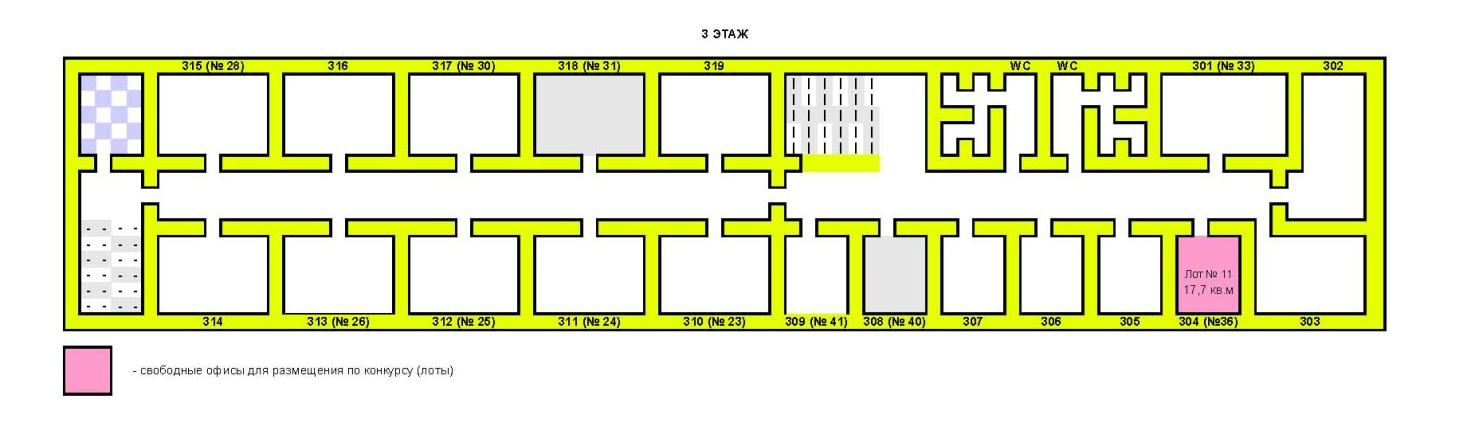 3 ЭТАЖ
315 (№ 28) 316 317 (№ 30) 318 (№ 31) 319 WC WC 301 (№ 33) 302
Лот № 11
17,7 кв.м
314 313 (№ 26) 312 (№ 25) 311 (№ 24) 310 (№ 23) 309 (№ 41) 308 (№ 40) 307 306 305 304 (№36) 303
- свободные офисы для размещения по конкурсу (лоты)